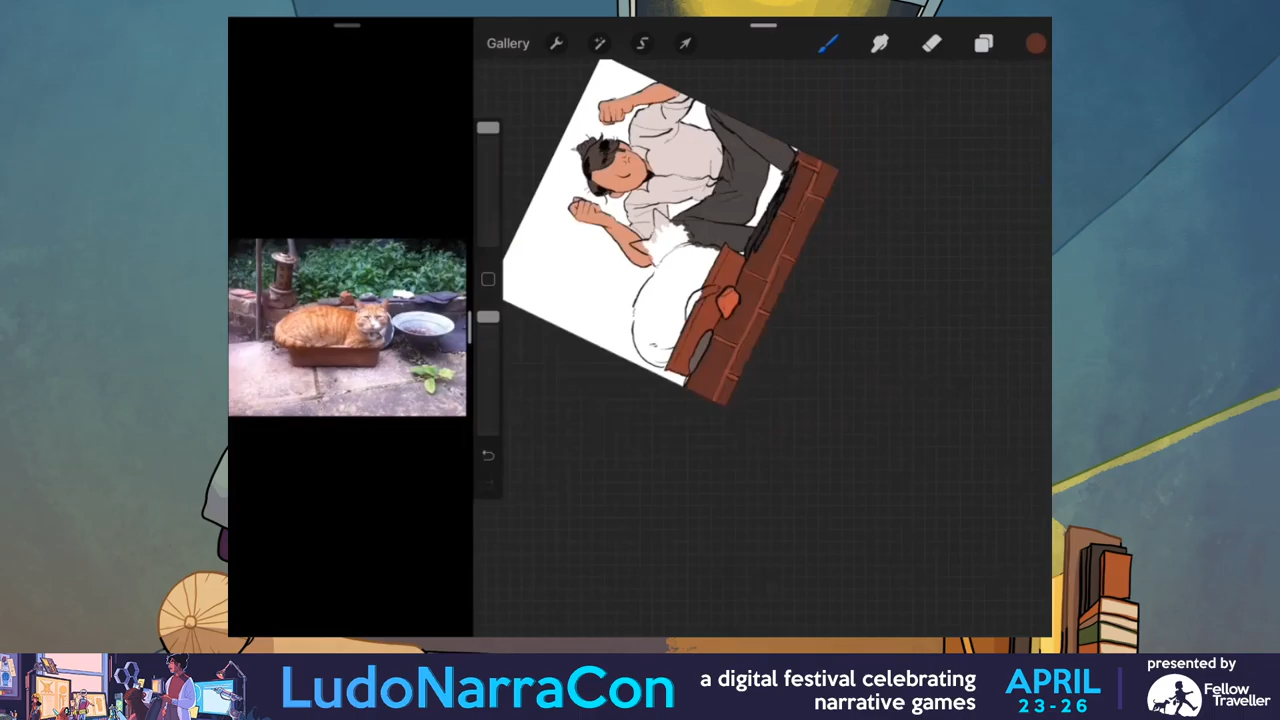 Gallery
LudoNarraCon
a digital festival celebrating
narrative games
APRIL
23-26
presented by
Fellow
Traveller